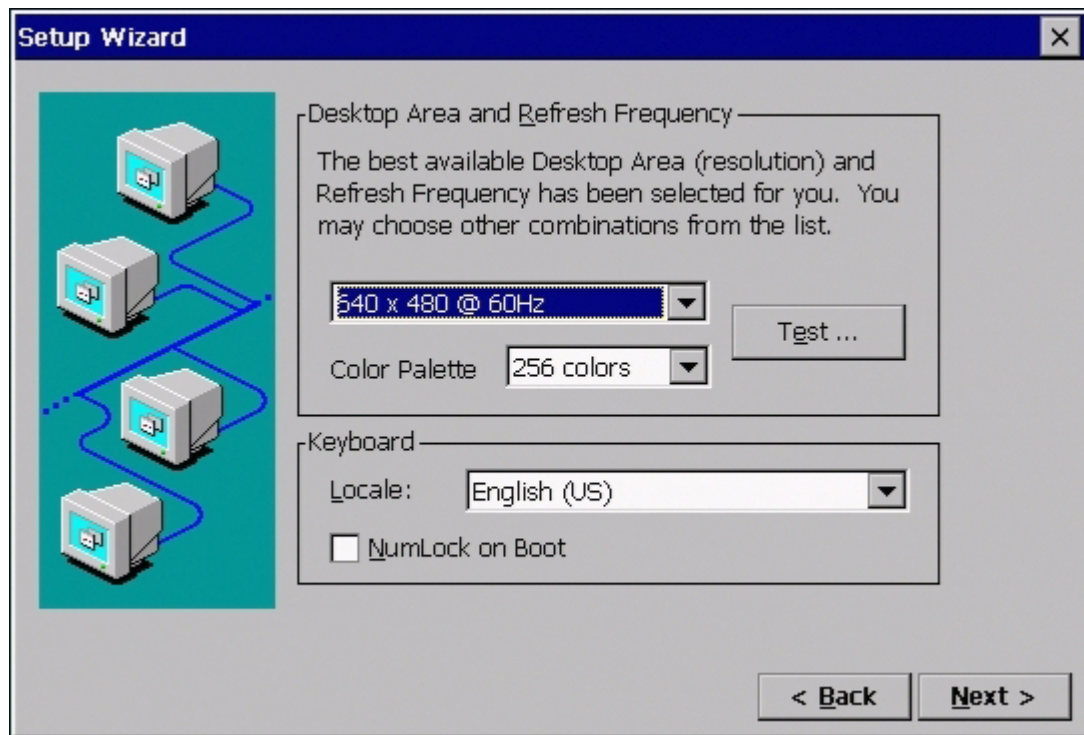 Setup Wizard
Desktop Area and Refresh Frequency
The best available Desktop Area (resolution) and
Refresh Frequency has been selected for you.  You
may choose other combinations from the list.
640 x 480 @ 60Hz
Test ...
Color Palette
256 colors
Keyboard
Locale:
English (US)
NumLock on Boot
< Back
Next >